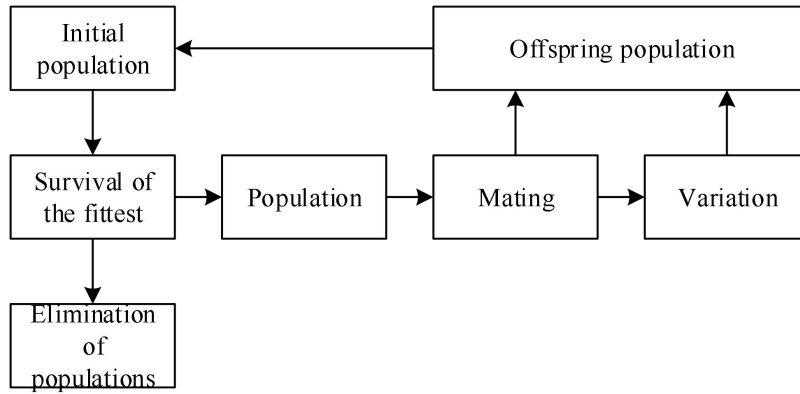 Initial
population
Offspring population
Survival of
the fittest
Population
Mating
Variation
Elimination
of
populations